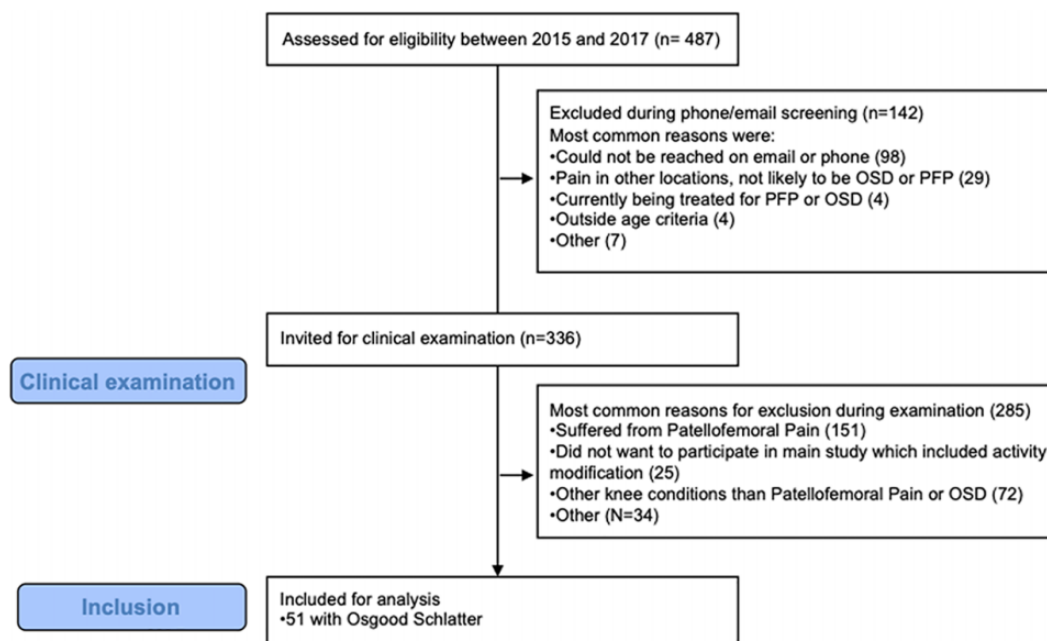 Assessed for eligibility between 2015 and 2017 (n= 487)
Excluded during phone/email screening (n=142)
Most common reasons were:
•Could not be reached on email or phone (98)
•Pain in other locations, not likely to be OSD or PFP (29)
•Currently being treated for PFP or OSD (4)
•Outside age criteria (4)
•Other (7)
Invited for clinical examination (n=336)
Clinical examination
Most common reasons for exclusion during examination (285)
•Suffered from Patellofemoral Pain (151)
•Did not want to participate in main study which included activity
modification (25)
•Other knee conditions than Patellofemoral Pain or OSD (72)
•Other (N=34)
Inclusion
Included for analysis
•51 with Osgood Schlatter